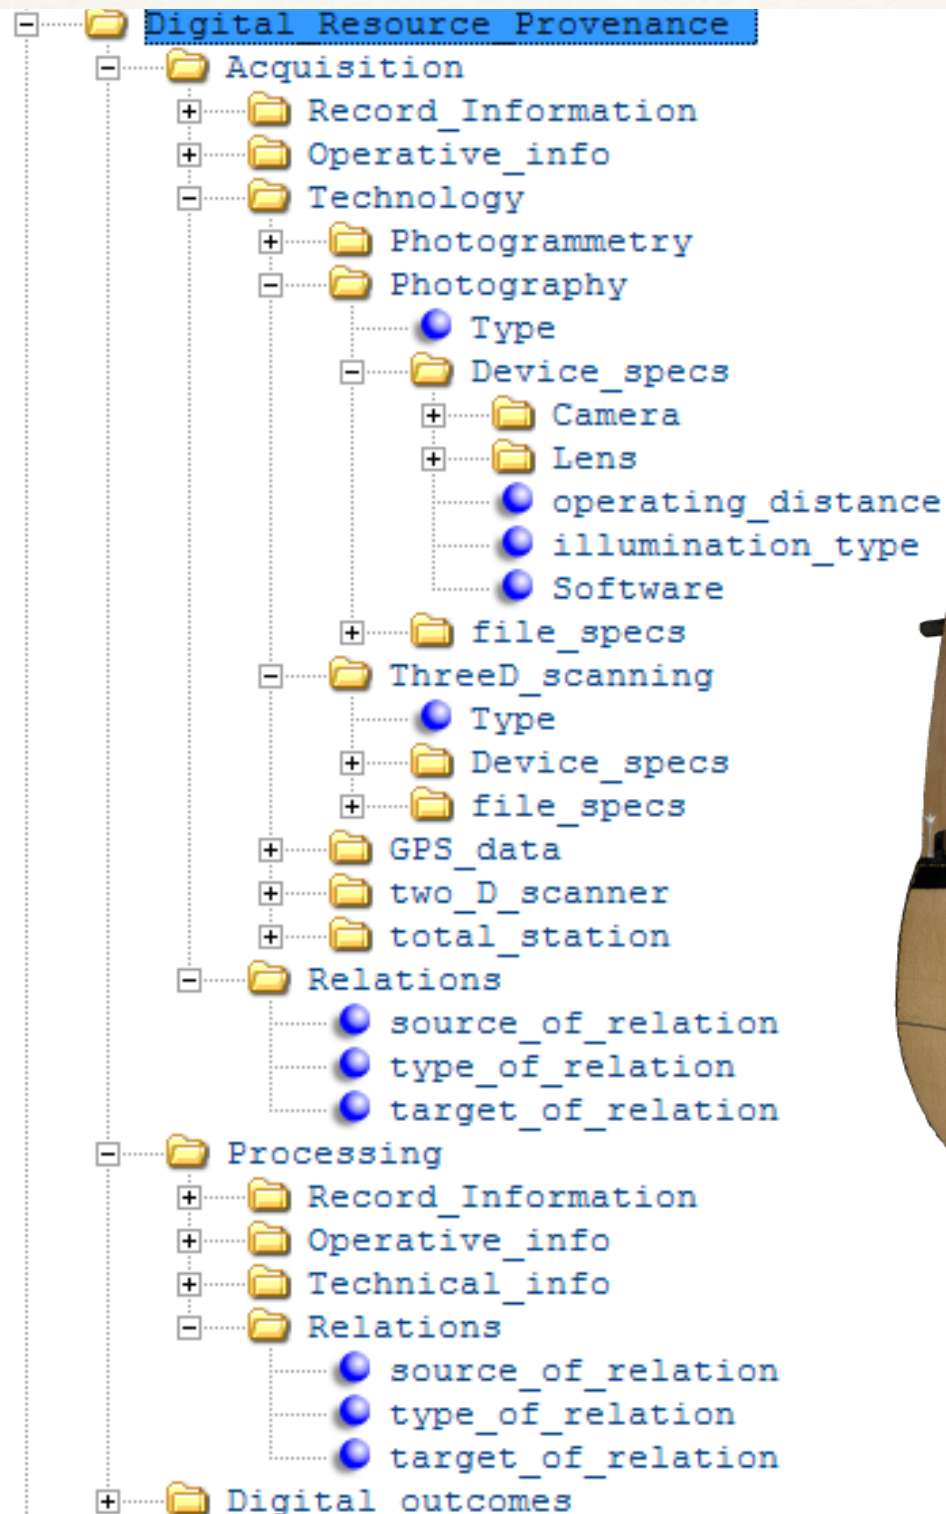 Digital_Resource_Provenance
Acquisition
Record_Information
Operative_info
Technology
Photogrammetry
Photography
Type
Device_specs
Camera
Lens
operating_distance
illumination_type
Software
file_specs
ThreeD_scanning
Type
Device_specs
file_specs
GPS_data
two_D_scanner
total_station
Relations
source_of_relation
type_of_relation
target_of_relation
Processing
Record_Information
Operative_info
Technical_info
Relations
source_of_relation
type_of_relation
target_of_relation
Digital_outcomes